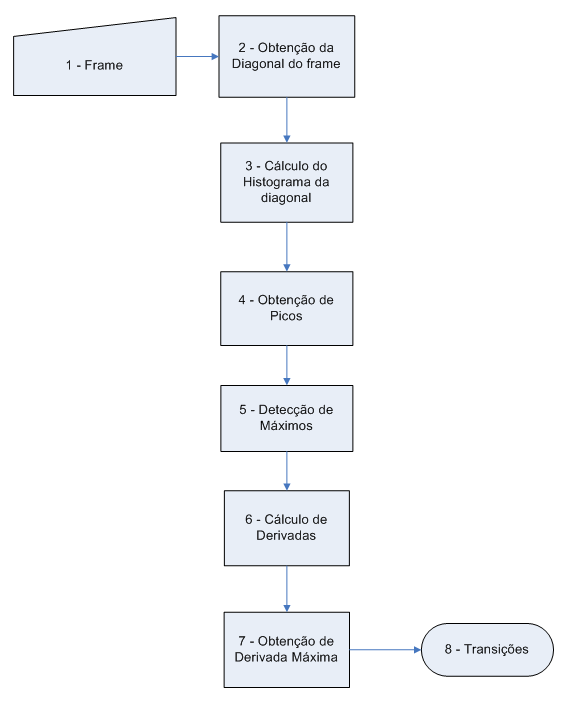 1 - Frame
2 - Obtenção da
Diagonal do frame
3 - Cálculo do
Histograma da
diagonal
4 - Obtenção de
Picos
5 - Detecção de
Máximos
6 - Cálculo de
Derivadas
7 - Obtenção de
Derivada Máxima
8 - Transições